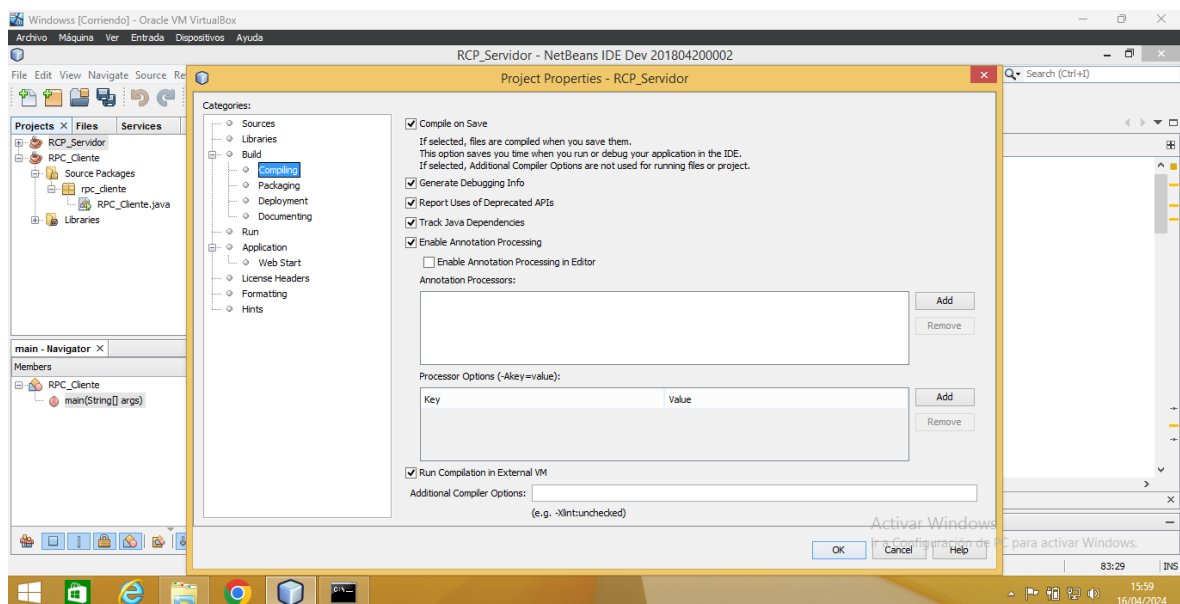 Windowss [Corriendo] - Oracle VM VirtualBox
Archivo Máquina Ver Entrada Dispositivos Ayuda
RCP_Servidor - NetBeans IDE Dev 201804200002
File Edit View Navigate Source Re
Search (Ctrl+I)
Project Properties - RCP_Servidor
Projects Files Services
RCP_Servidor
RPC_Cliente
Source Packages
rpc_cliente
RPC_Cliente.java
Libraries
main - Navigator
Members
RPC_Cliente
main(String[] args)
Categories:
Sources
Libraries
Build
Compiling
Packaging
Deployment
Documenting
Run
Application
Web Start
License Headers
Formatting
Hints
Compile on Save
If selected, files are compiled when you save them.
This option saves you time when you run or debug your application in the IDE.
If selected, Additional Compiler Options are not used for running files or project.
Generate Debugging Info
Report Uses of Deprecated APIs
Track Java Dependencies
Enable Annotation Processing
Enable Annotation Processing in Editor
Annotation Processors:
Add
Remove
Processor Options (-Akey=value):
Key Value
Add
Remove
Run Compilation in External VM
Additional Compiler Options:
(e.g. -Xlint:unchecked)
OK Cancel Help
Activar Windows
Ir a Configuración de PC para activar Windows.
83:29 INS
15:59
16/04/2024